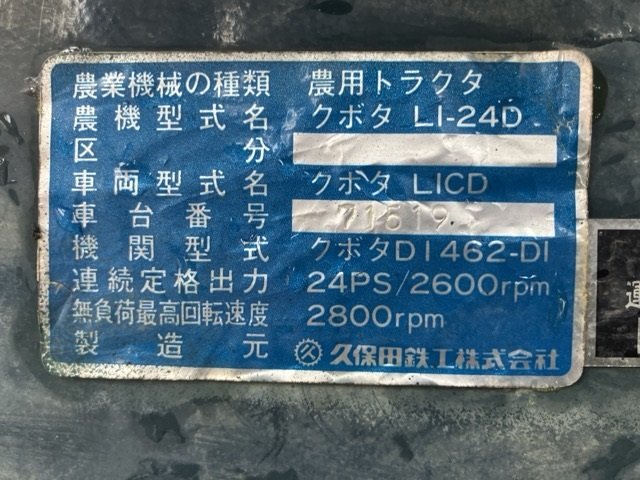 農業機械の種類 農用トラクタ
農機型式名 クボタ L1-24D
区分
車両型式名 クボタ L1CD
車台番号 71519
機関型式 クボタD1462-D1
連続定格出力 24PS/2600rpm
無負荷最高回転速度 2800rpm
製造元 久保田鉄工株式会社
運